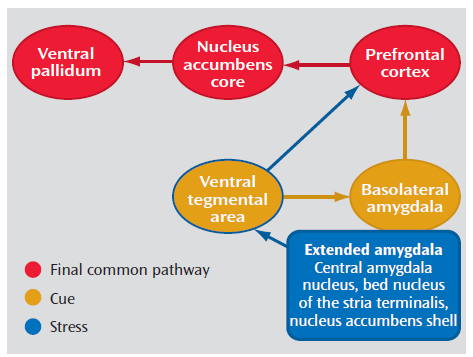 Ventral
pallidum
Nucleus
accumbens
core
Prefrontal
cortex
Ventral
tegmental
area
Basolateral
amygdala
Extended amygdala
Central amygdala
nucleus, bed nucleus
of the stria terminalis,
nucleus accumbens shell
Final common pathway
Cue
Stress